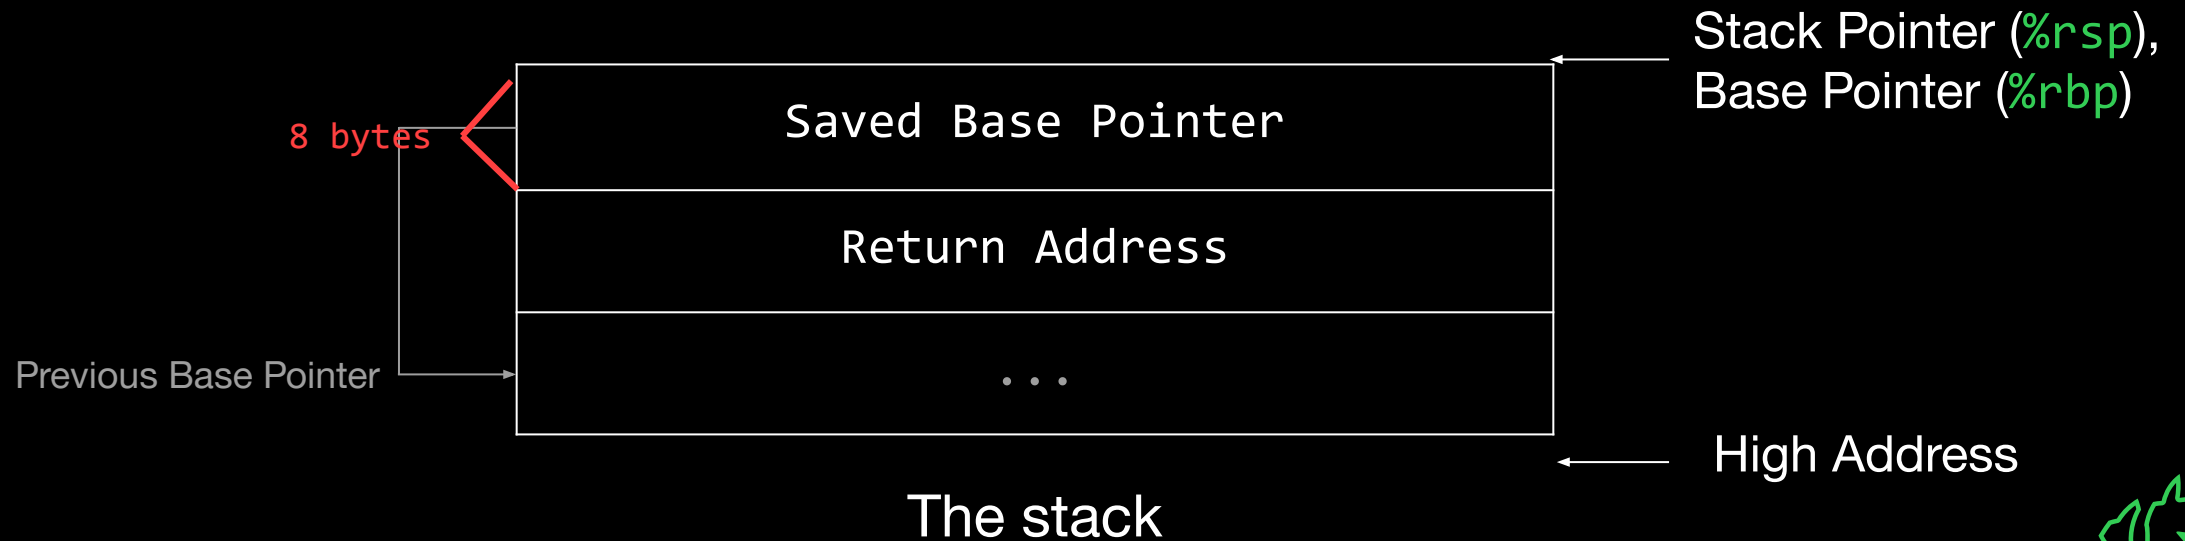 Stack Pointer (%rsp),
Base Pointer (%rbp)
Saved Base Pointer
8 bytes
Return Address
Previous Base Pointer
...
High Address
The stack